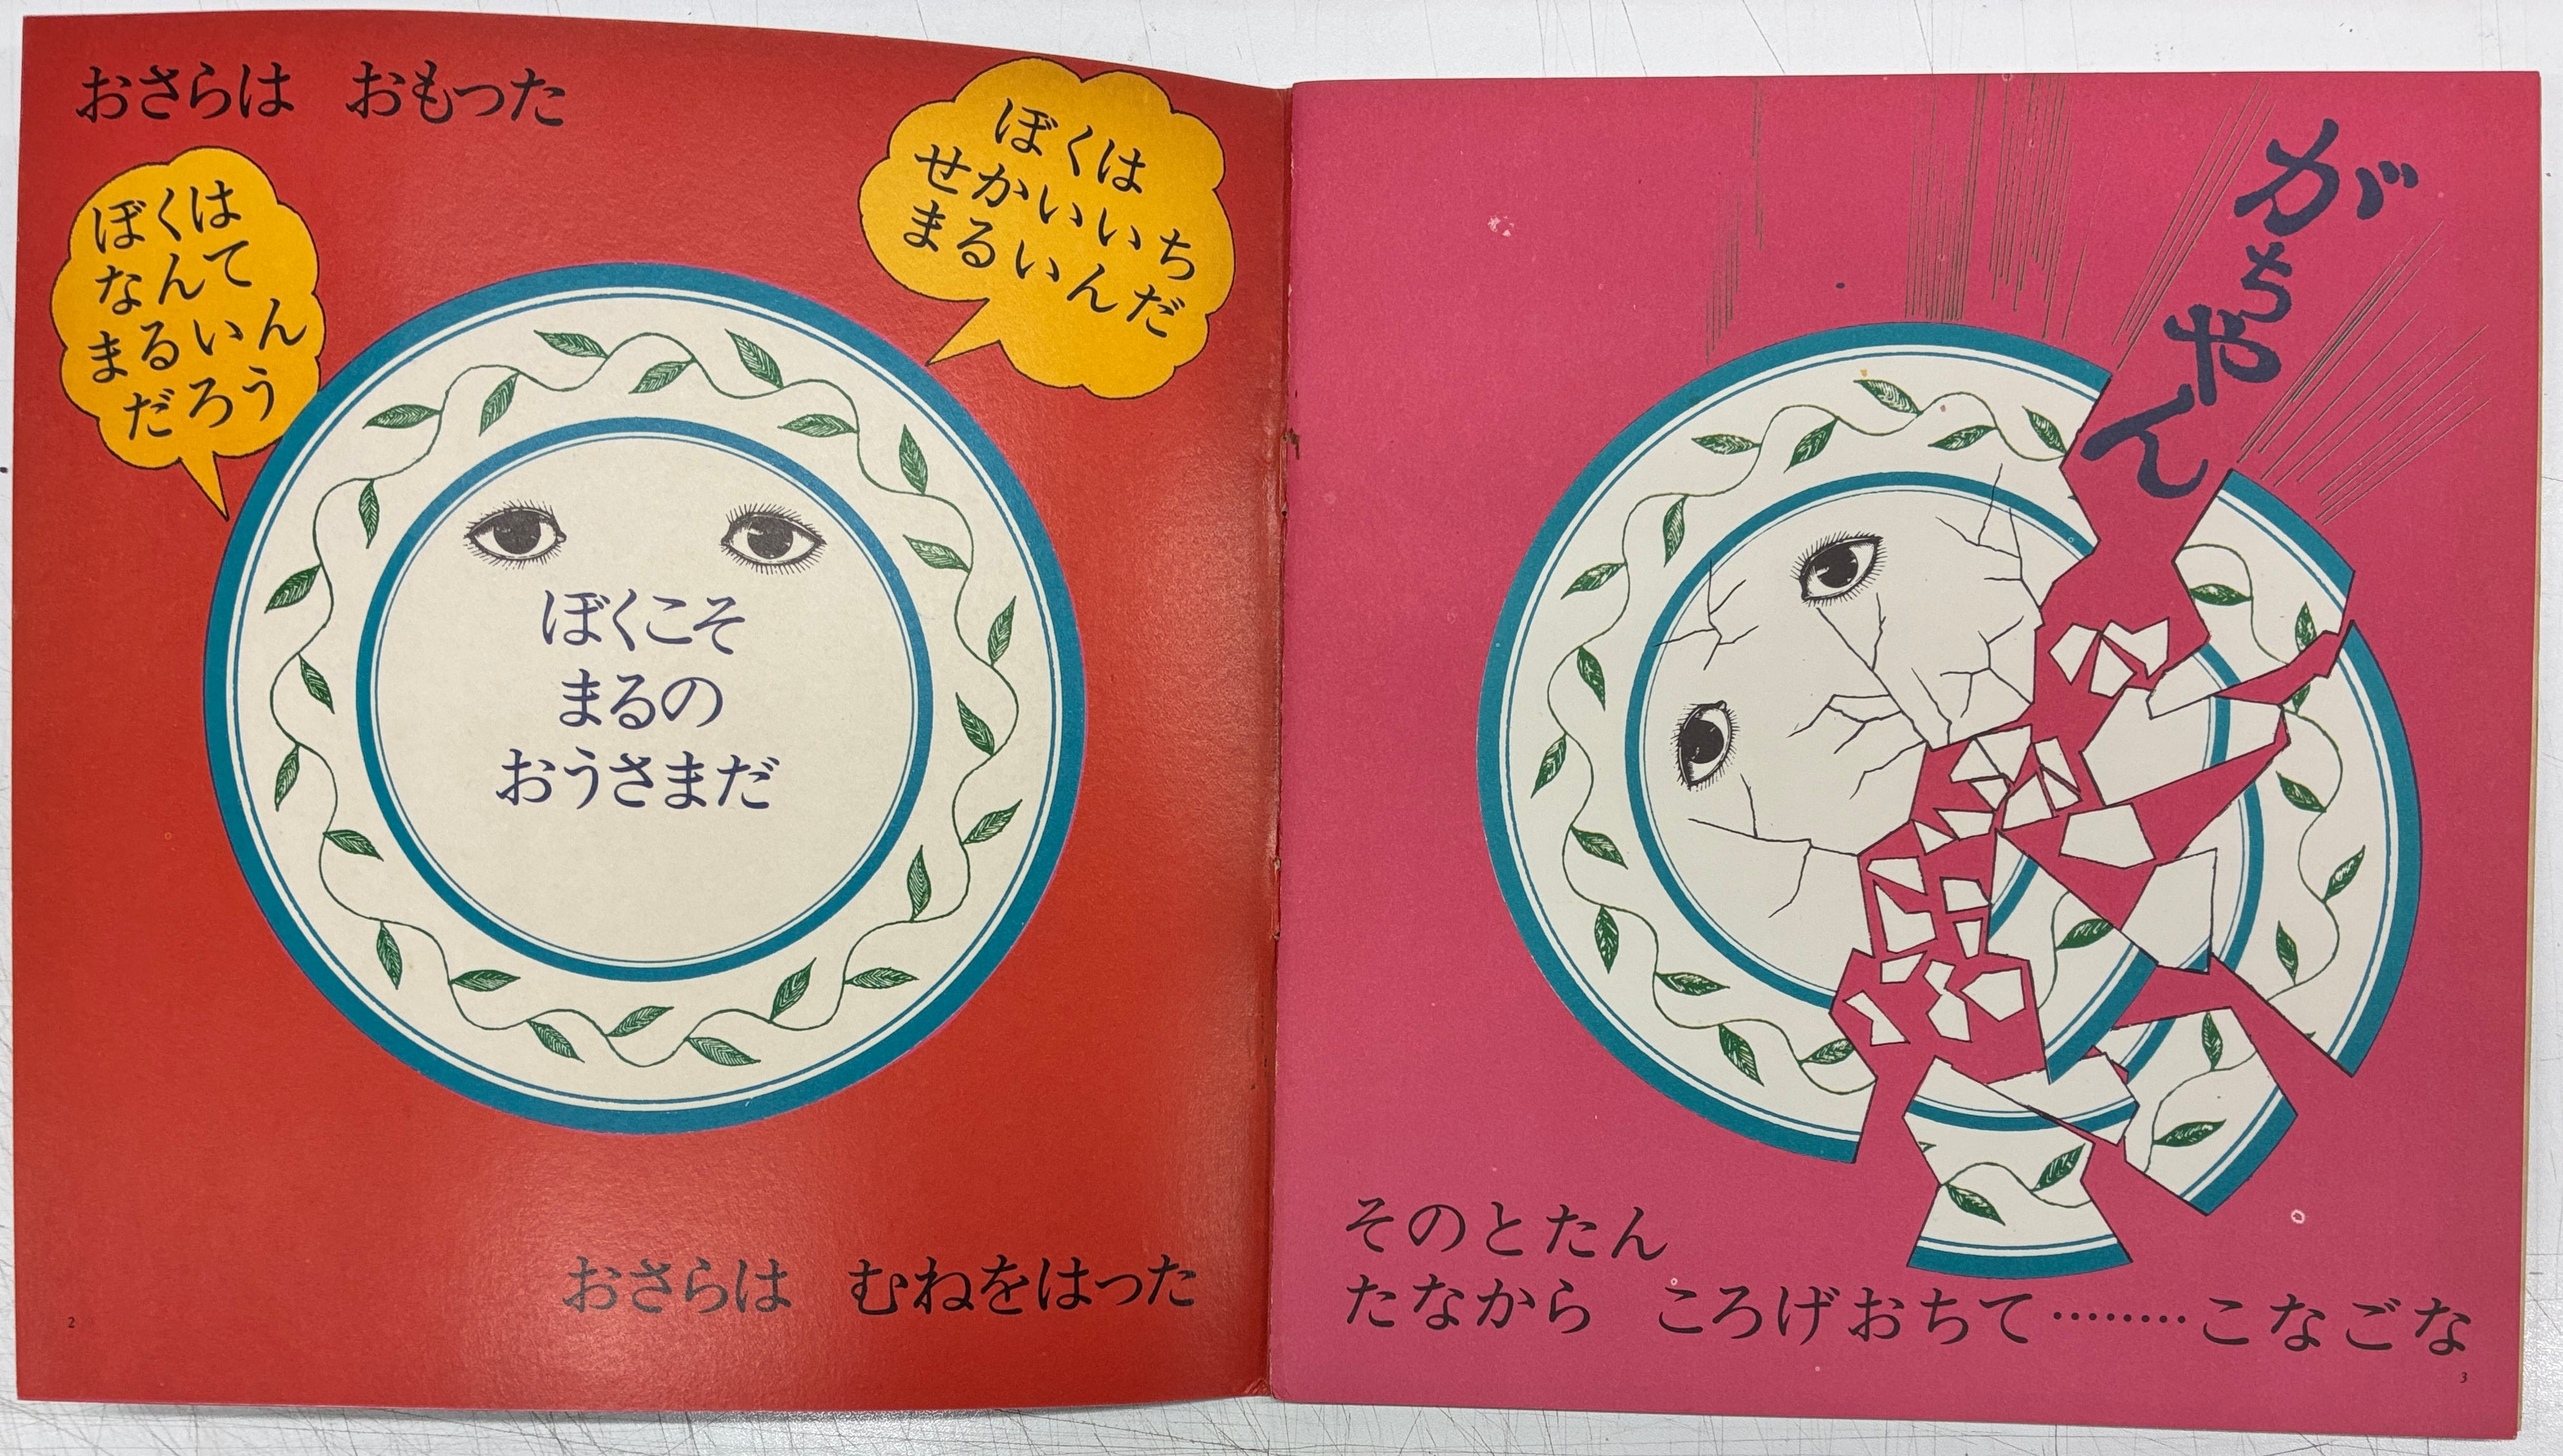 おさらは　おもった
ぼくは
なんて
まるいん
だろう
ぼくは
せかいいち
まるいんだ
ぼくこそ
まるの
おうさまだ
おさらは　むねをはった
2
がちやん
そのとたん
たなから　ころげおちて………こなごな
3